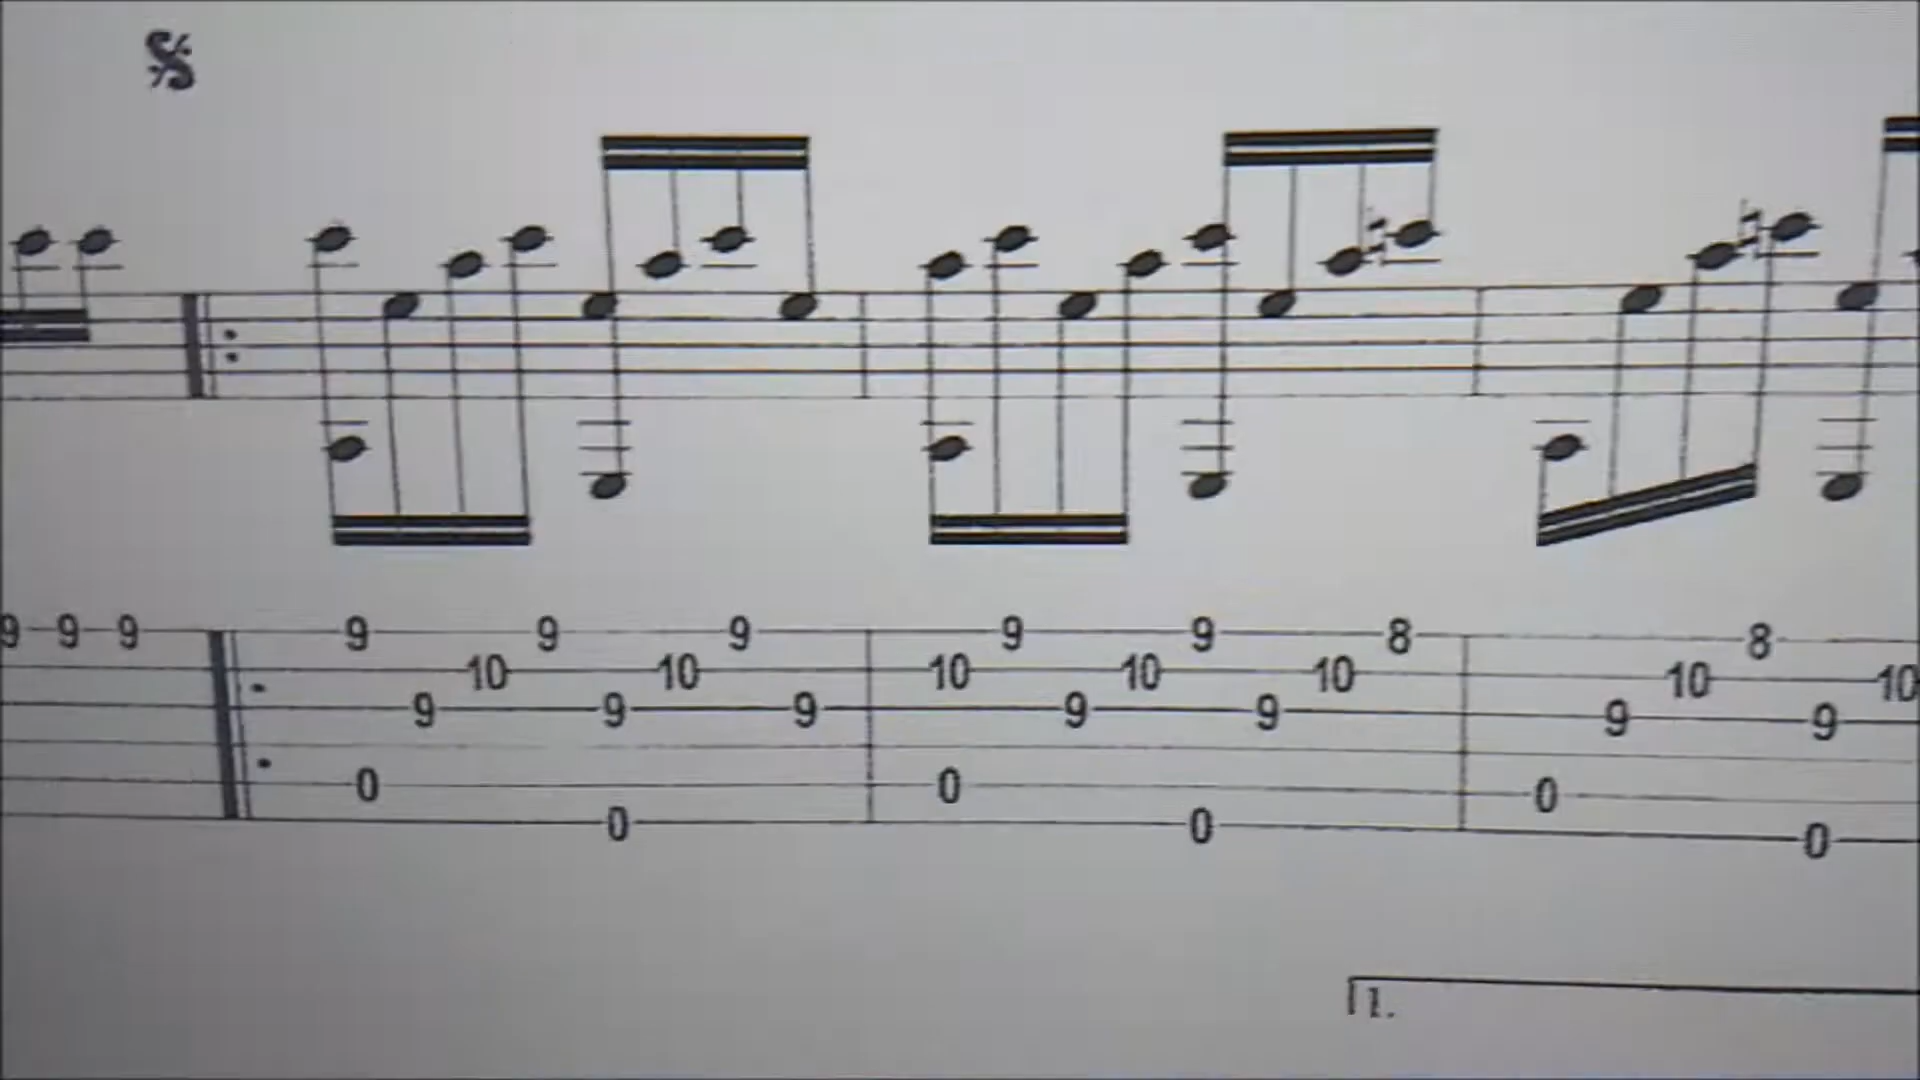 9 9 9 9 9 9 9 9 8 8
10 10 10 10 10 10 10
9 9 9 9 9 9 9
0 0 0
0 0 0
1.